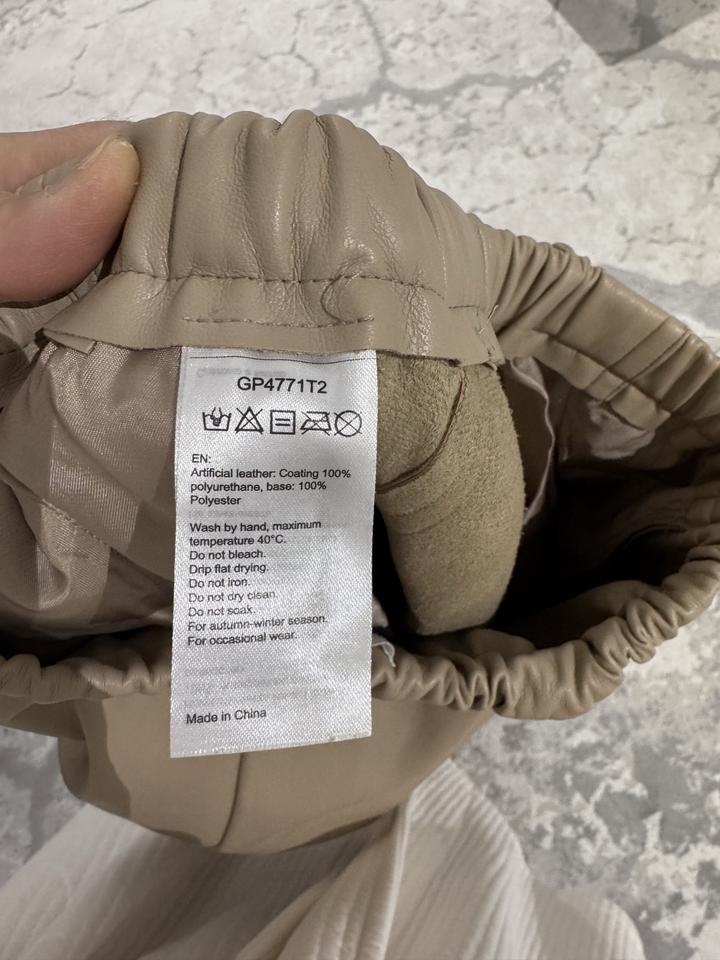 GP4771T2
EN:
Artificial leather: Coating 100%
polyurethane, base: 100%
Polyester
Wash by hand, maximum
temperature 40°C.
Do not bleach.
Drip flat drying.
Do not iron.
Do not dry clean.
Do not soak.
For autumn-winter season.
For occasional wear.
Made in China